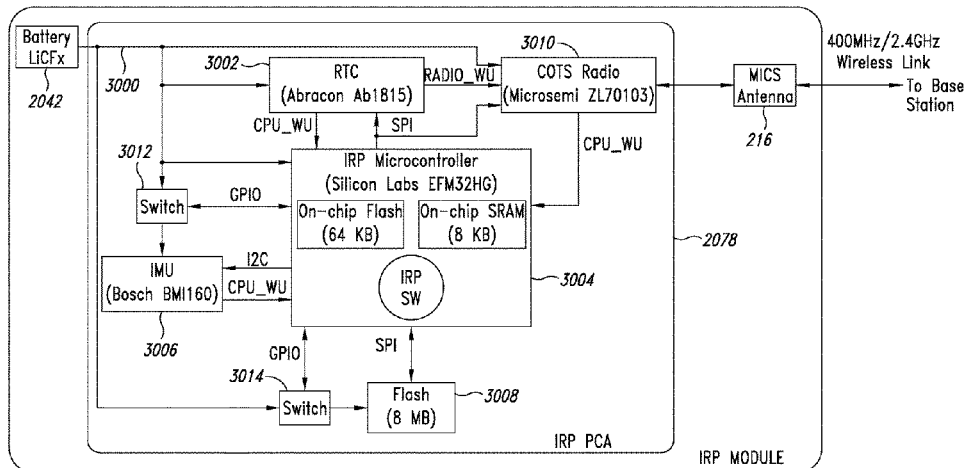 Battery
LiCFx
2042
3000
3002
RTC
(Abracon Ab1815)
RADIO_WU
3010
COTS Radio
(Microsemi ZL70103)
MICS
Antenna
216
400MHz/2.4GHz
Wireless Link
To Base
Station
CPU_WU
SPI
CPU_WU
3012
Switch
GPIO
IRP Microcontroller
(Silicon Labs EFM32HG)
On-chip Flash
(64 KB)
On-chip SRAM
(8 KB)
2078
IMU
(Bosch BMI160)
I2C
CPU_WU
3006
IRP
SW
3004
GPIO
SPI
3014
Switch
Flash
(8 MB)
3008
IRP PCA
IRP MODULE